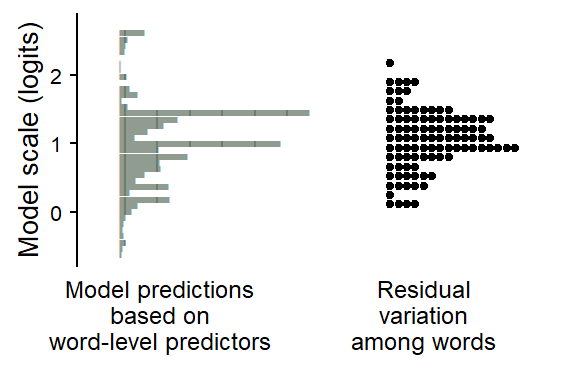 Model scale (logits)
2
1
0
Model predictions
based on
word-level predictors
Residual
variation
among words